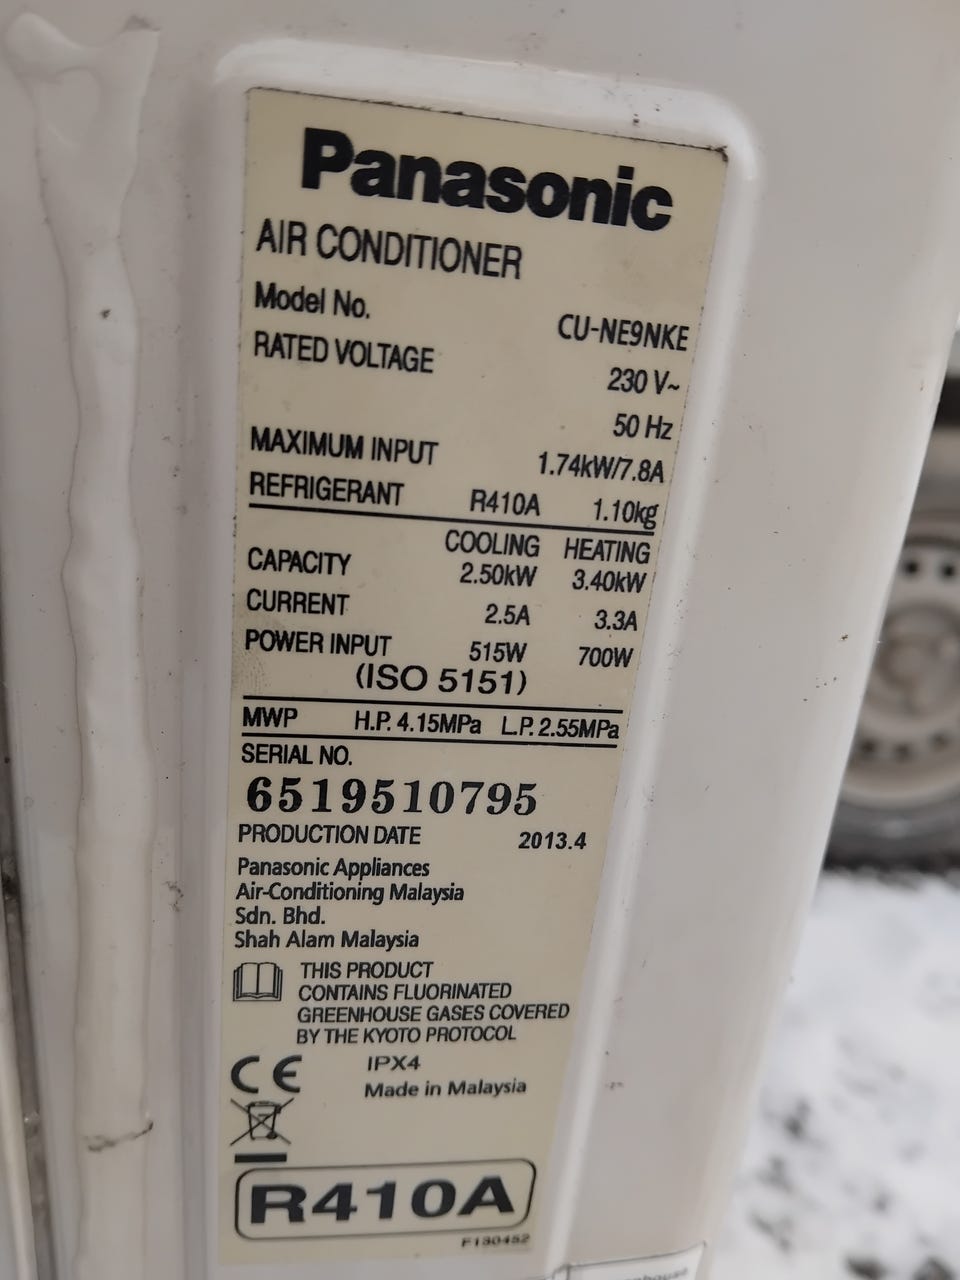 Panasonic
AIR CONDITIONER
Model No. CU-NE9NKE
RATED VOLTAGE 230 V~
50 Hz
MAXIMUM INPUT 1.74kW/7.8A
REFRIGERANT R410A 1.10kg
COOLING HEATING
CAPACITY 2.50kW 3.40kW
CURRENT 2.5A 3.3A
POWER INPUT 515W 700W
(ISO 5151)
MWP H.P. 4.15MPa L.P. 2.55MPa
SERIAL NO.
6519510795
PRODUCTION DATE 2013.4
Panasonic Appliances
Air-Conditioning Malaysia
Sdn. Bhd.
Shah Alam Malaysia
THIS PRODUCT
CONTAINS FLUORINATED
GREENHOUSE GASES COVERED
BY THE KYOTO PROTOCOL
CE IPX4
Made in Malaysia
R410A
F130452